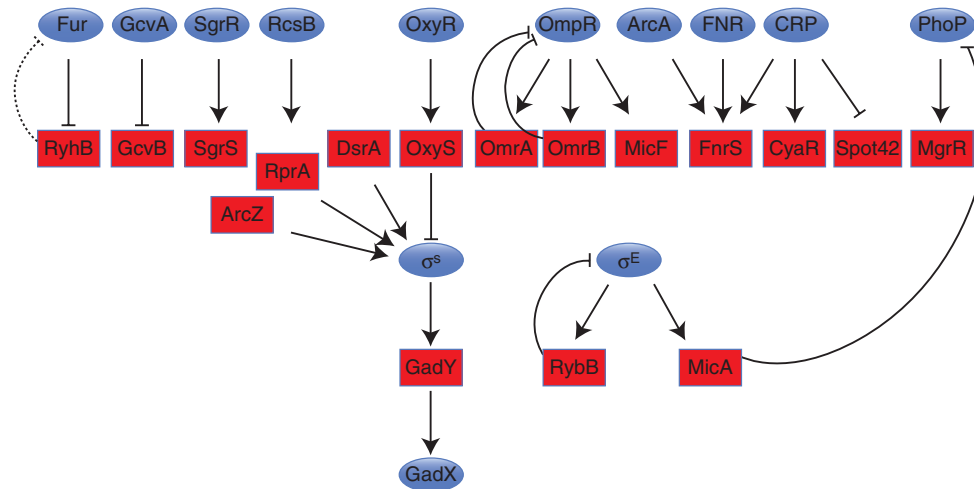 Fur GcvA SgrR RcsB OxyR OmpR ArcA FNR CRP PhoP
RyhB GcvB SgrS DsrA OxyS OmrA OmrB MicF FnrS CyaR Spot42 MgrR
RprA
ArcZ
σs σE
GadY RybB MicA
GadX